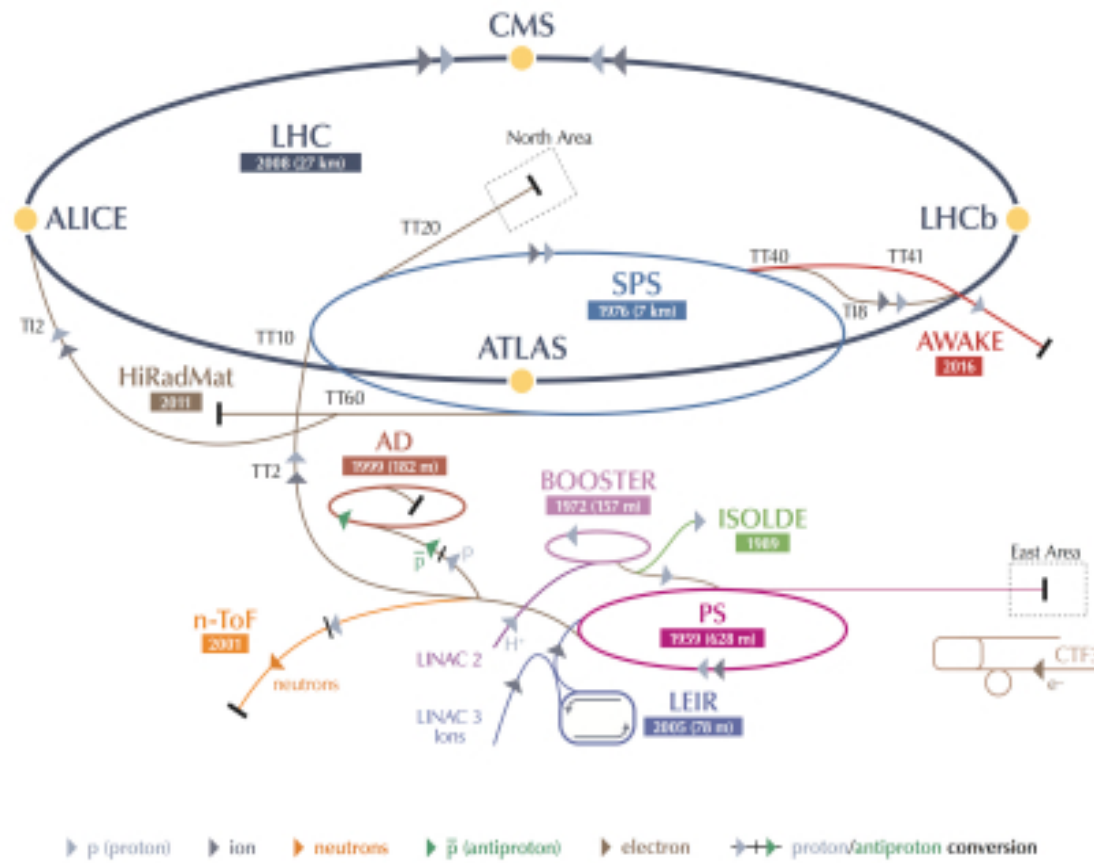 CMS
LHC
2008 (27 km)
North Area
ALICE
TT20
LHCb
TT40
TT41
SPS
1976 (7 km)
TI2
TT10
TI8
ATLAS
AWAKE
2016
HiRadMat
2011
TT60
AD
1999 (182 m)
TT2
BOOSTER
1972 (157 m)
ISOLDE
1989
p
p̅
East Area
n-ToF
2001
PS
1959 (628 m)
H⁺
LINAC 2
neutrons
CTF3
e-
LEIR
2005 (78 m)
LINAC 3
Ions
p (proton)
ion
neutrons
p̅ (antiproton)
electron
proton/antiproton conversion